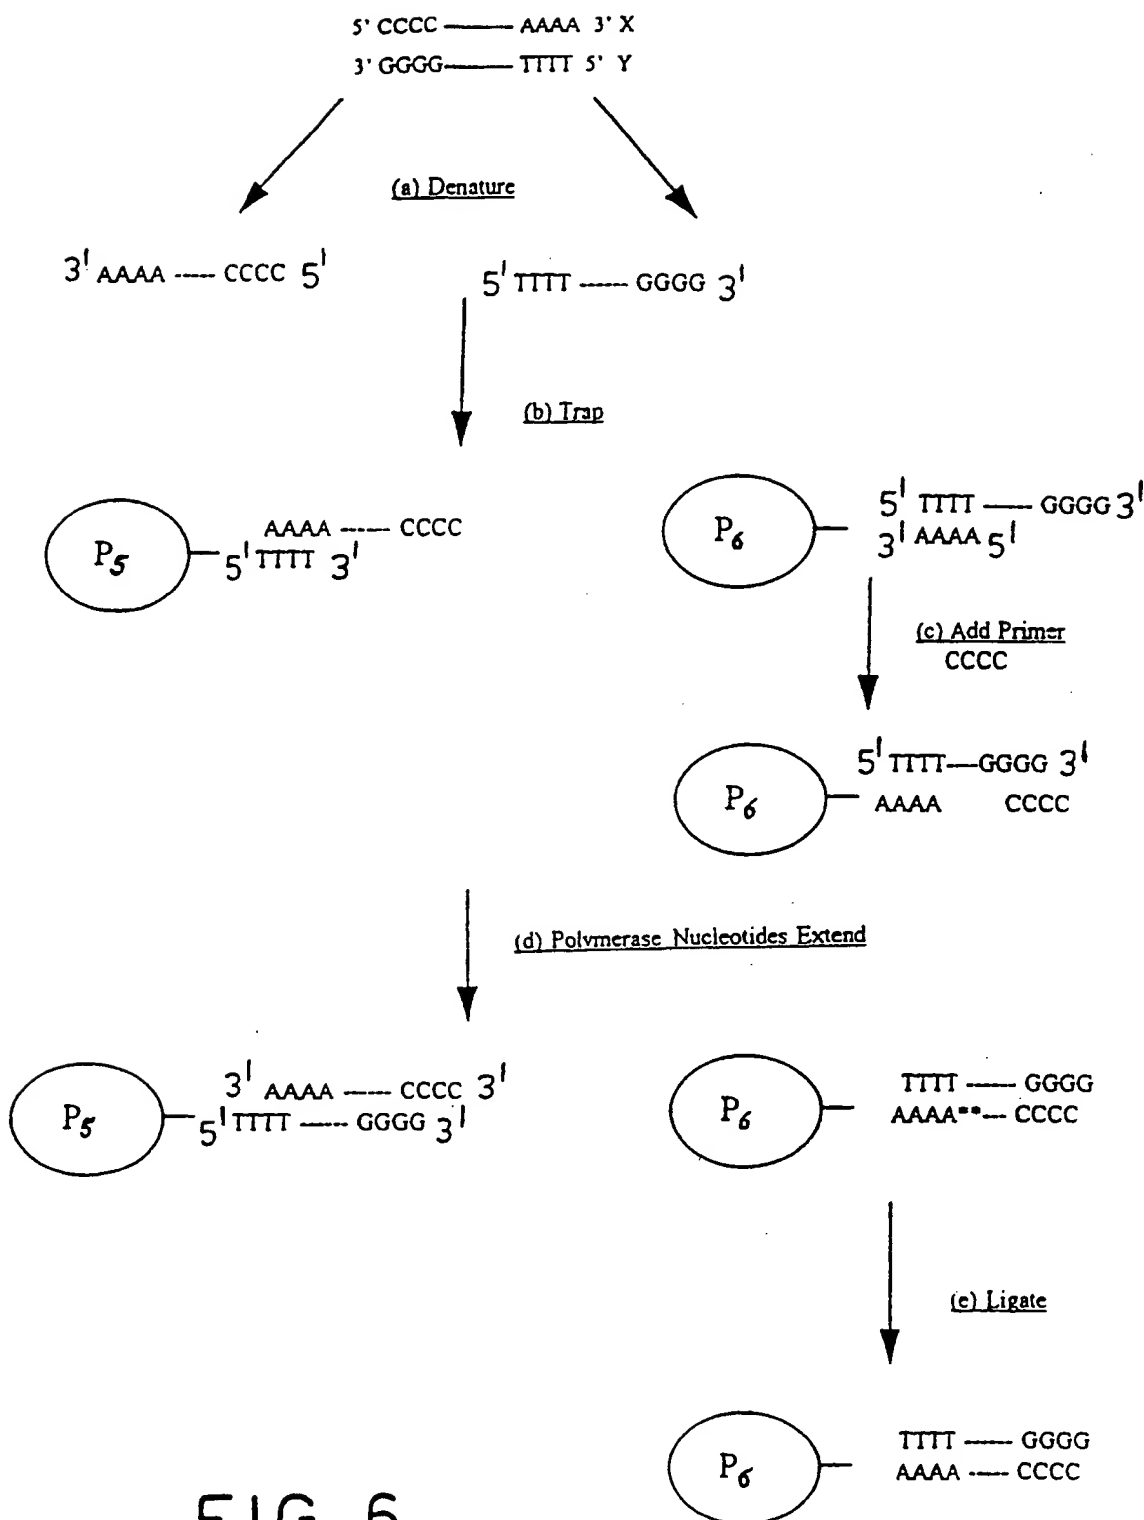 5' CCCC —— AAAA 3' X
3' GGGG —— TTTT 5' Y
(a) Denature
3' AAAA ---- CCCC 5'
5' TTTT —— GGGG 3'
(b) Trap
P5
AAAA ---- CCCC
5' TTTT 3'
P6
5' TTTT —— GGGG 3'
3' AAAA 5'
(c) Add Primer
CCCC
P6
5' TTTT — GGGG 3'
AAAA CCCC
(d) Polymerase Nucleotides Extend
P5
3' AAAA ---- CCCC 3'
5' TTTT ---- GGGG 3'
P6
TTTT —— GGGG
AAAA**-- CCCC
(e) Ligate
P6
TTTT —— GGGG
AAAA ---- CCCC
FIG. 6